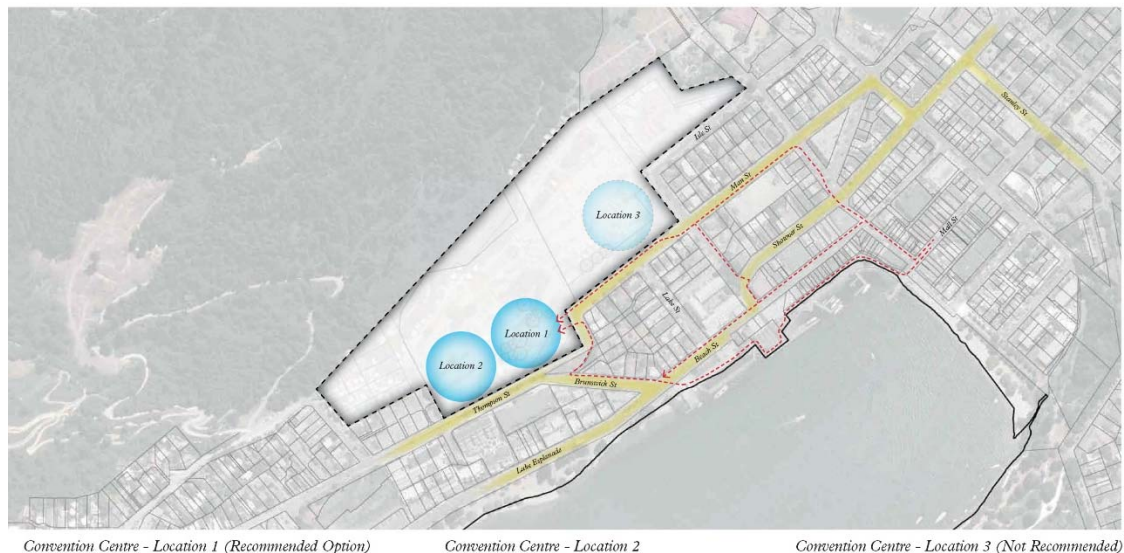 Stanley St
Isle St
Man St
Location 3
Shotover St
Mall St
Lake St
Location 1
Beach St
Location 2
Brunswick St
Thompson St
Lake Esplanade
Convention Centre - Location 1 (Recommended Option)
Convention Centre - Location 2
Convention Centre - Location 3 (Not Recommended)